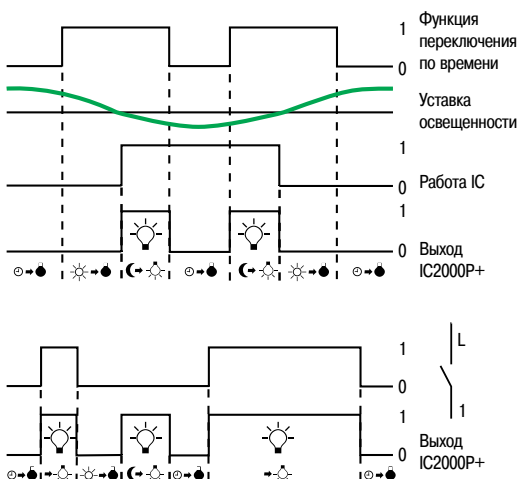 1
Функция
переключения
0
по времени
Уставка
освещенности
1
0
Работа IC
1
0
Выход
IC2000P+
1
L
0
1
1
Выход
0
IC2000P+